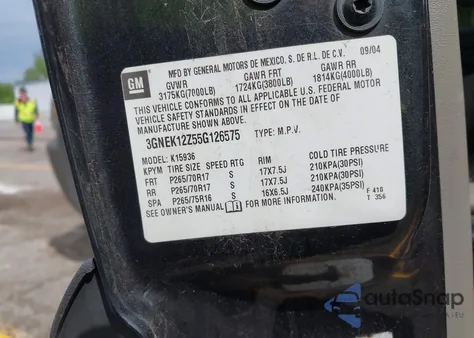 GM
MFD BY GENERAL MOTORS DE MEXICO, S. DE R.L. DE C.V. 09/04
GVWR GAWR FRT GAWR RR
3175KG(7000LB) 1724KG(3800LB) 1814KG(4000LB)
THIS VEHICLE CONFORMS TO ALL APPLICABLE U.S. FEDERAL MOTOR
VEHICLE SAFETY STANDARDS IN EFFECT ON THE DATE OF
MANUFACTURE SHOWN ABOVE.
3GNEK12Z55G126575 TYPE: M.P.V.
MODEL: K15936
KPYM TIRE SIZE SPEED RTG RIM COLD TIRE PRESSURE
FRT P265/70R17 S 17X7.5J 210KPA(30PSI)
RR P265/70R17 S 17X7.5J 210KPA(30PSI)
SPA P265/75R16 S 16X6.5J 240KPA(35PSI)
F 410
SEE OWNER'S MANUAL FOR MORE INFORMATION. T 356
autoSnap